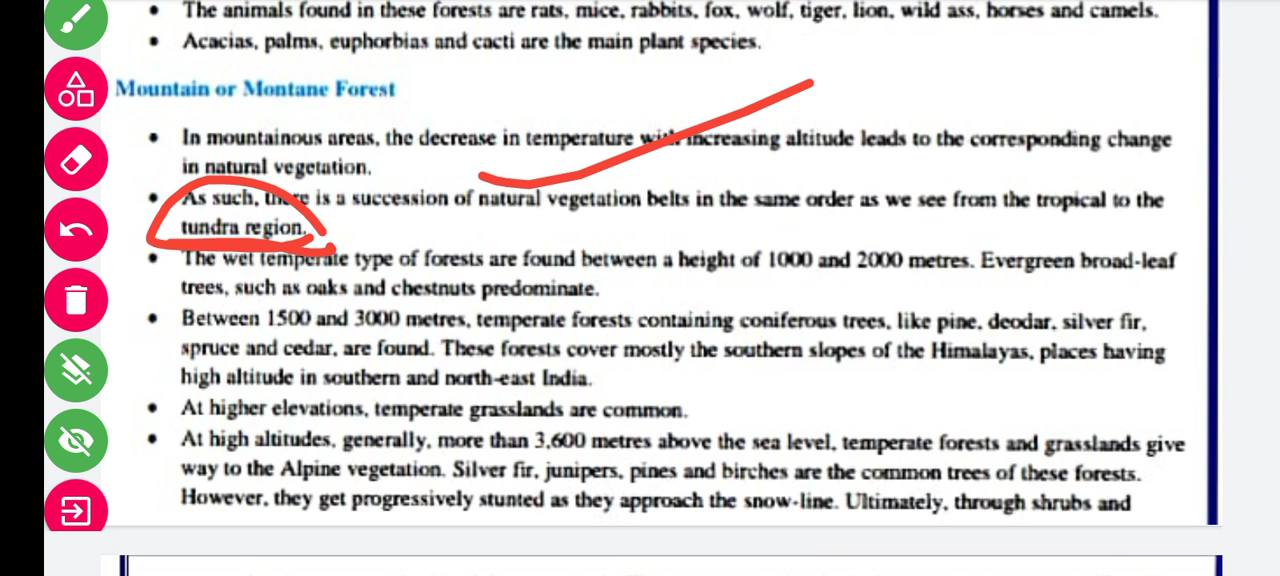 • The animals found in these forests are rats, mice, rabbits, fox, wolf, tiger, lion, wild ass, horses and camels.
• Acacias, palms, euphorbias and cacti are the main plant species.
Mountain or Montane Forest
• In mountainous areas, the decrease in temperature with increasing altitude leads to the corresponding change
in natural vegetation.
• As such, there is a succession of natural vegetation belts in the same order as we see from the tropical to the
tundra region.
• The wet temperate type of forests are found between a height of 1000 and 2000 metres. Evergreen broad-leaf
trees, such as oaks and chestnuts predominate.
• Between 1500 and 3000 metres, temperate forests containing coniferous trees, like pine, deodar, silver fir,
spruce and cedar, are found. These forests cover mostly the southern slopes of the Himalayas, places having
high altitude in southern and north-east India.
• At higher elevations, temperate grasslands are common.
• At high altitudes, generally, more than 3,600 metres above the sea level, temperate forests and grasslands give
way to the Alpine vegetation. Silver fir, junipers, pines and birches are the common trees of these forests.
However, they get progressively stunted as they approach the snow-line. Ultimately, through shrubs and